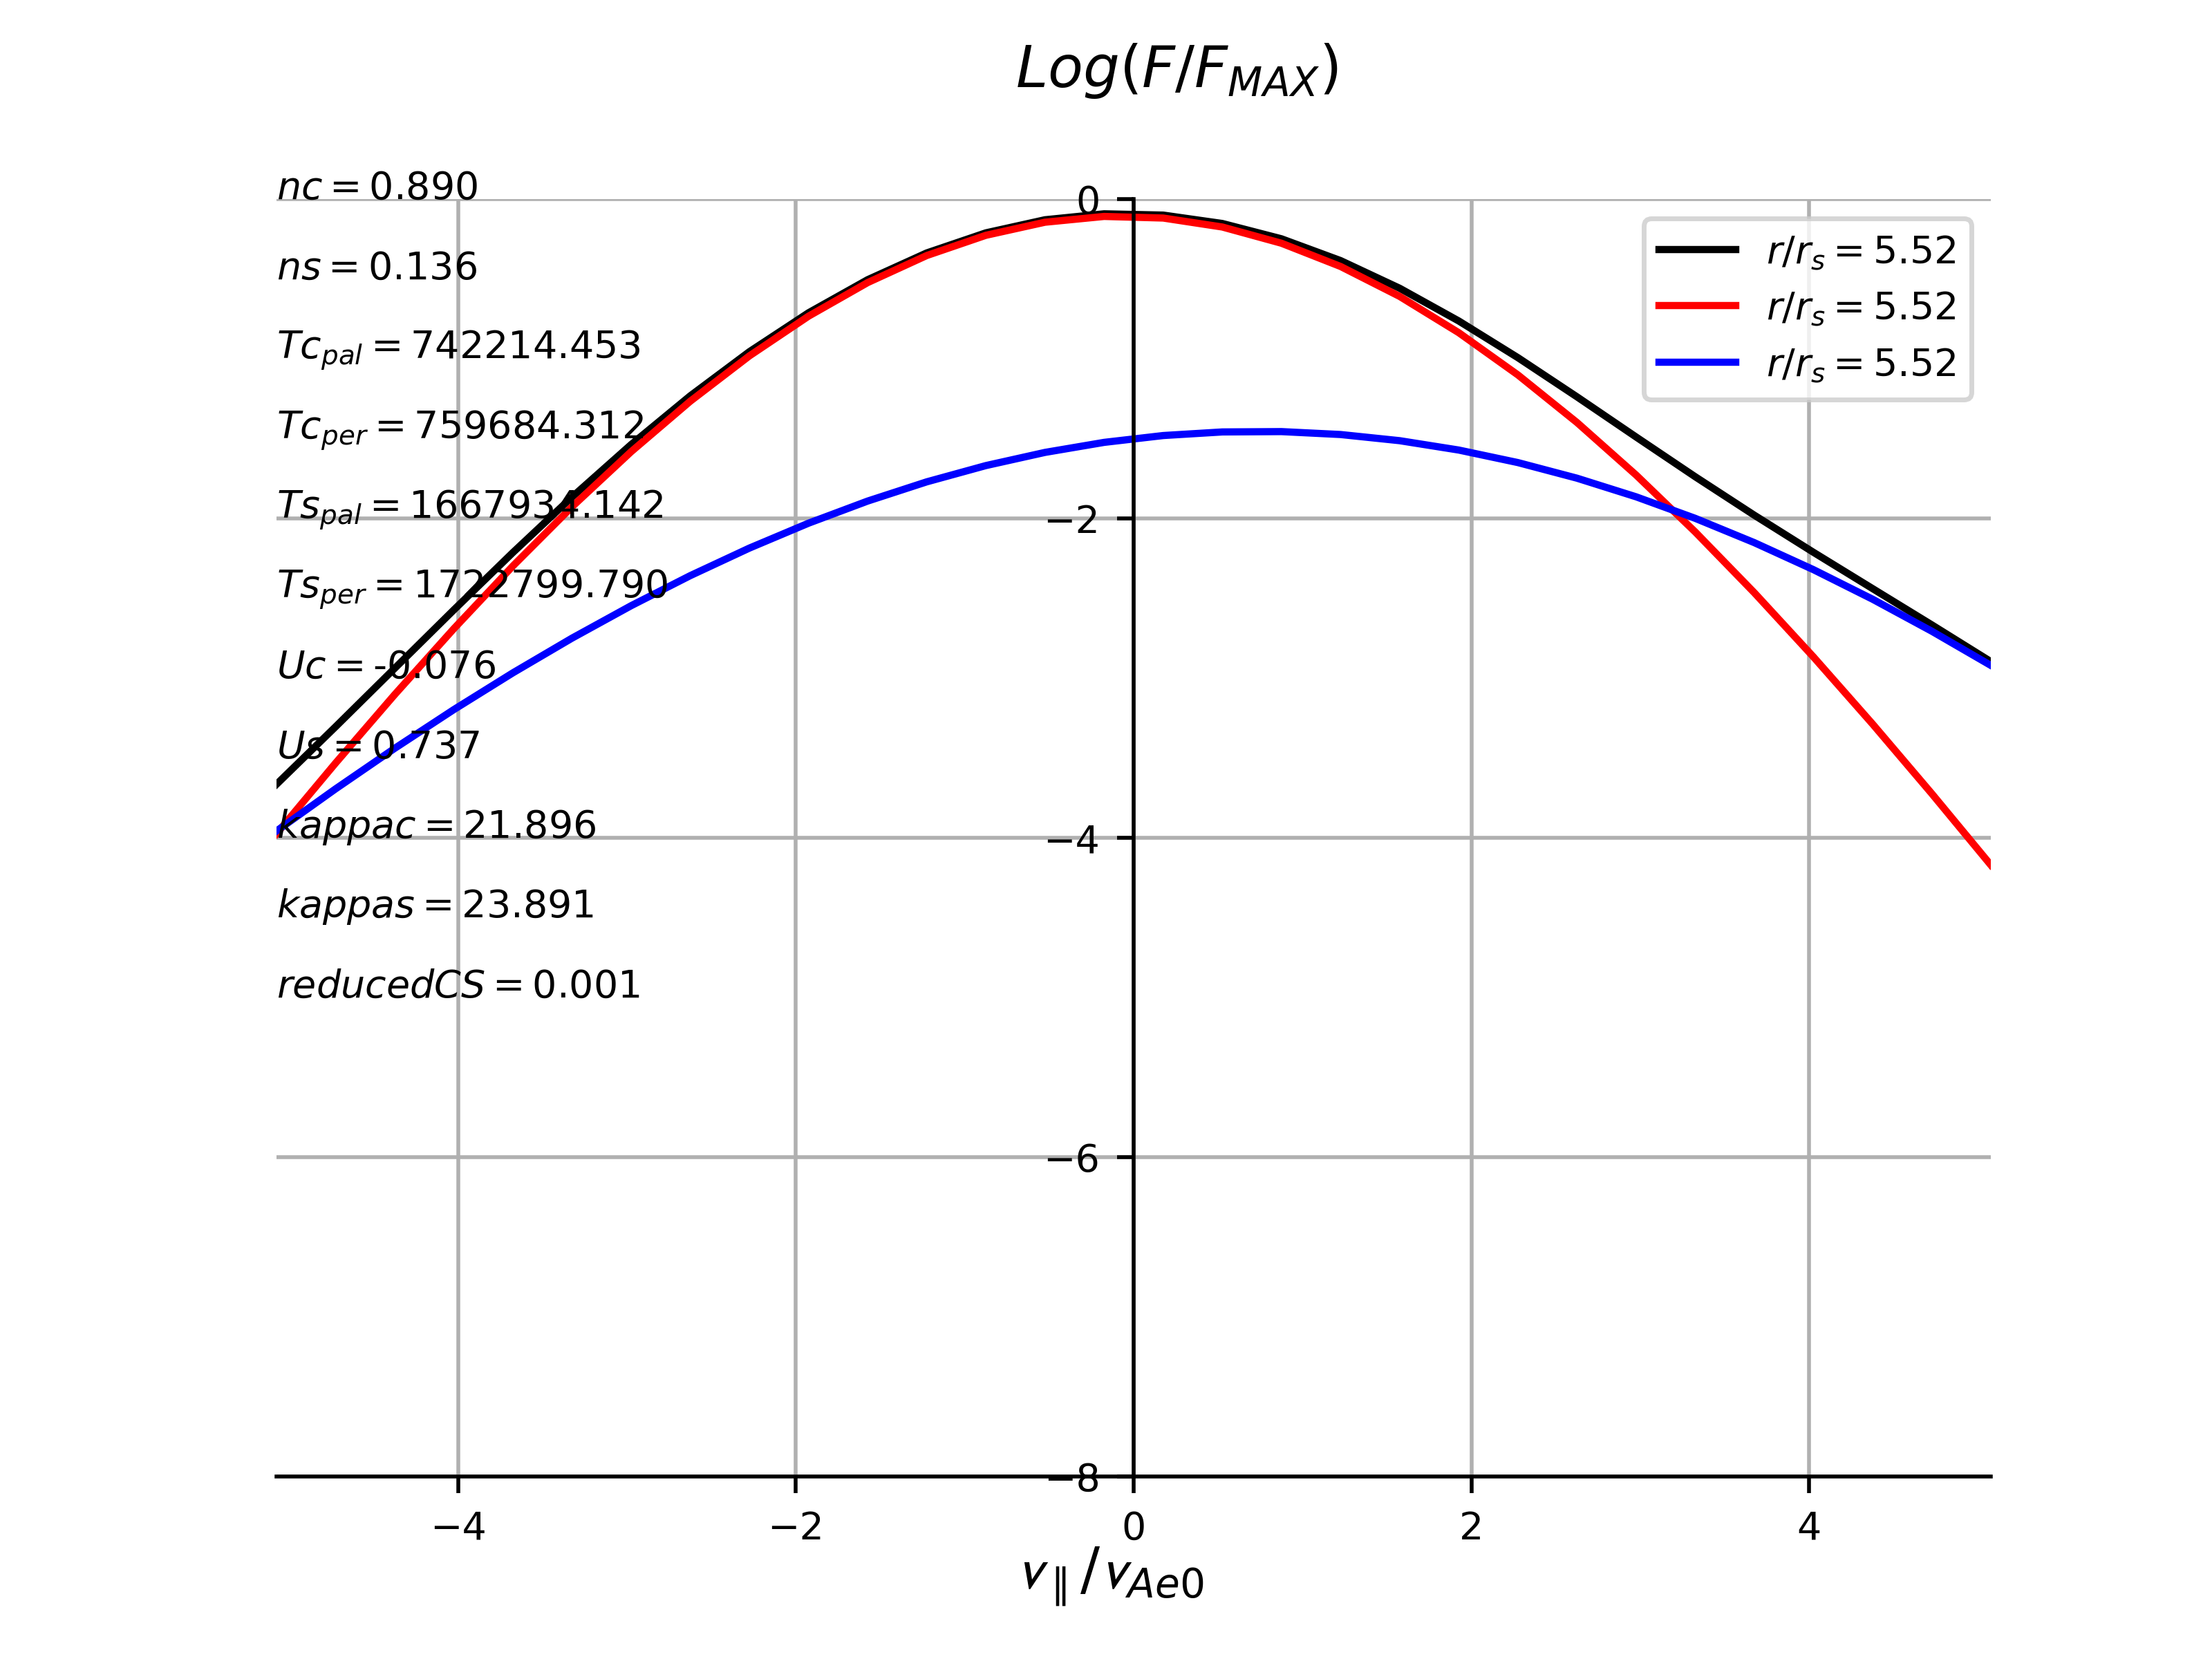 Log(F/F_MAX)
nc = 0.890
ns = 0.136
Tc_pal = 742214.453
Tc_per = 759684.312
Ts_pal = 1667934.142
Ts_per = 1722799.790
Uc = -0.076
Us = 0.737
kappac = 21.896
kappas = 23.891
reducedCS = 0.001
0
−2
−4
−6
−8
r/r_s = 5.52
r/r_s = 5.52
r/r_s = 5.52
−4 −2 0 2 4
v_∥/v_Ae0